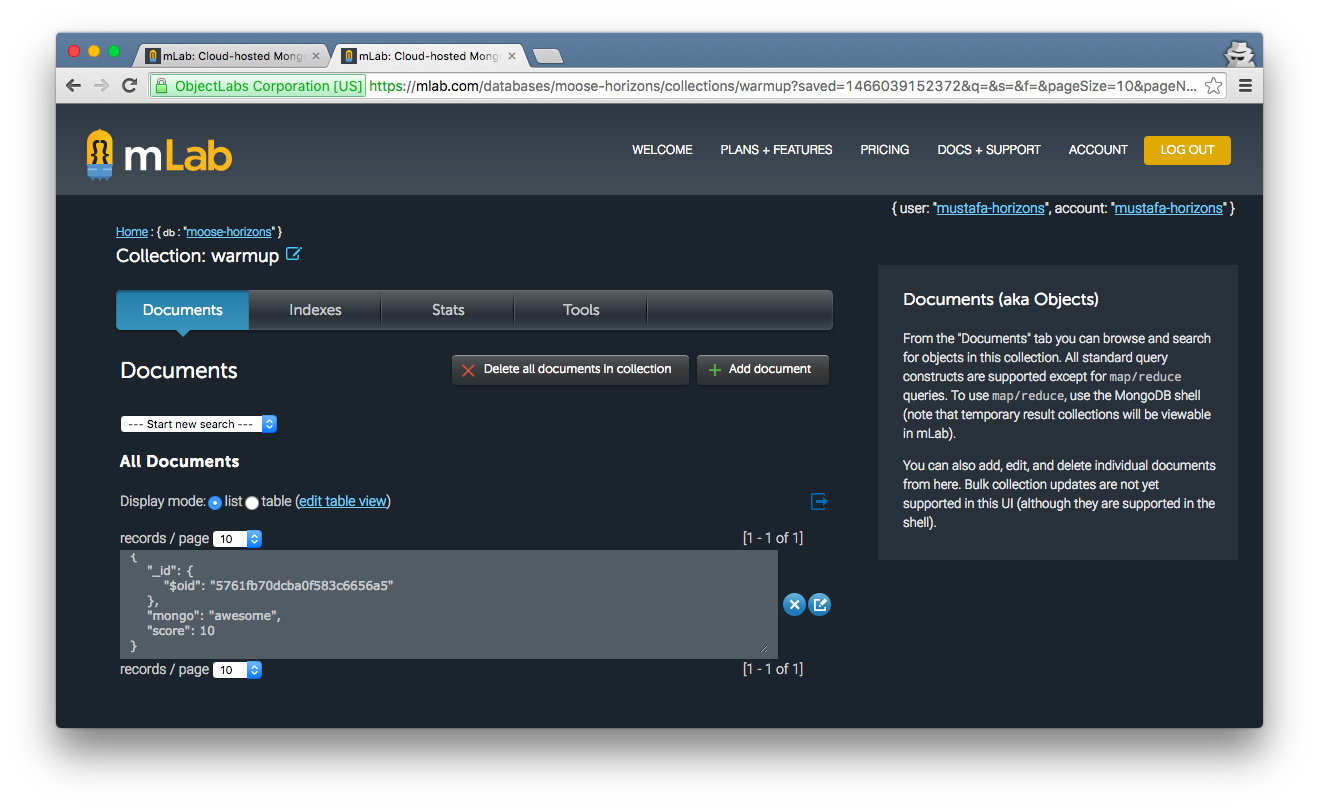 mLab: Cloud-hosted Mong
mLab: Cloud-hosted Mong
ObjectLabs Corporation [US] https://mlab.com/databases/moose-horizons/collections/warmup?saved=1466039152372&q=&s=&f=&pageSize=10&pageN...
mLab
WELCOME PLANS + FEATURES PRICING DOCS + SUPPORT ACCOUNT LOG OUT
{ user: "mustafa-horizons", account: "mustafa-horizons" }
Home : { db : "moose-horizons" }
Collection: warmup
Documents Indexes Stats Tools
Documents
Delete all documents in collection
Add document
--- Start new search ---
All Documents
Display mode: list table (edit table view)
records / page 10 [1 - 1 of 1]
{
"_id": {
"$oid": "5761fb70dcba0f583c6656a5"
},
"mongo": "awesome",
"score": 10
}
records / page 10 [1 - 1 of 1]
Documents (aka Objects)
From the "Documents" tab you can browse and search
for objects in this collection. All standard query
constructs are supported except for map/reduce
queries. To use map/reduce, use the MongoDB shell
(note that temporary result collections will be viewable
in mLab).
You can also add, edit, and delete individual documents
from here. Bulk collection updates are not yet
supported in this UI (although they are supported in the
shell).